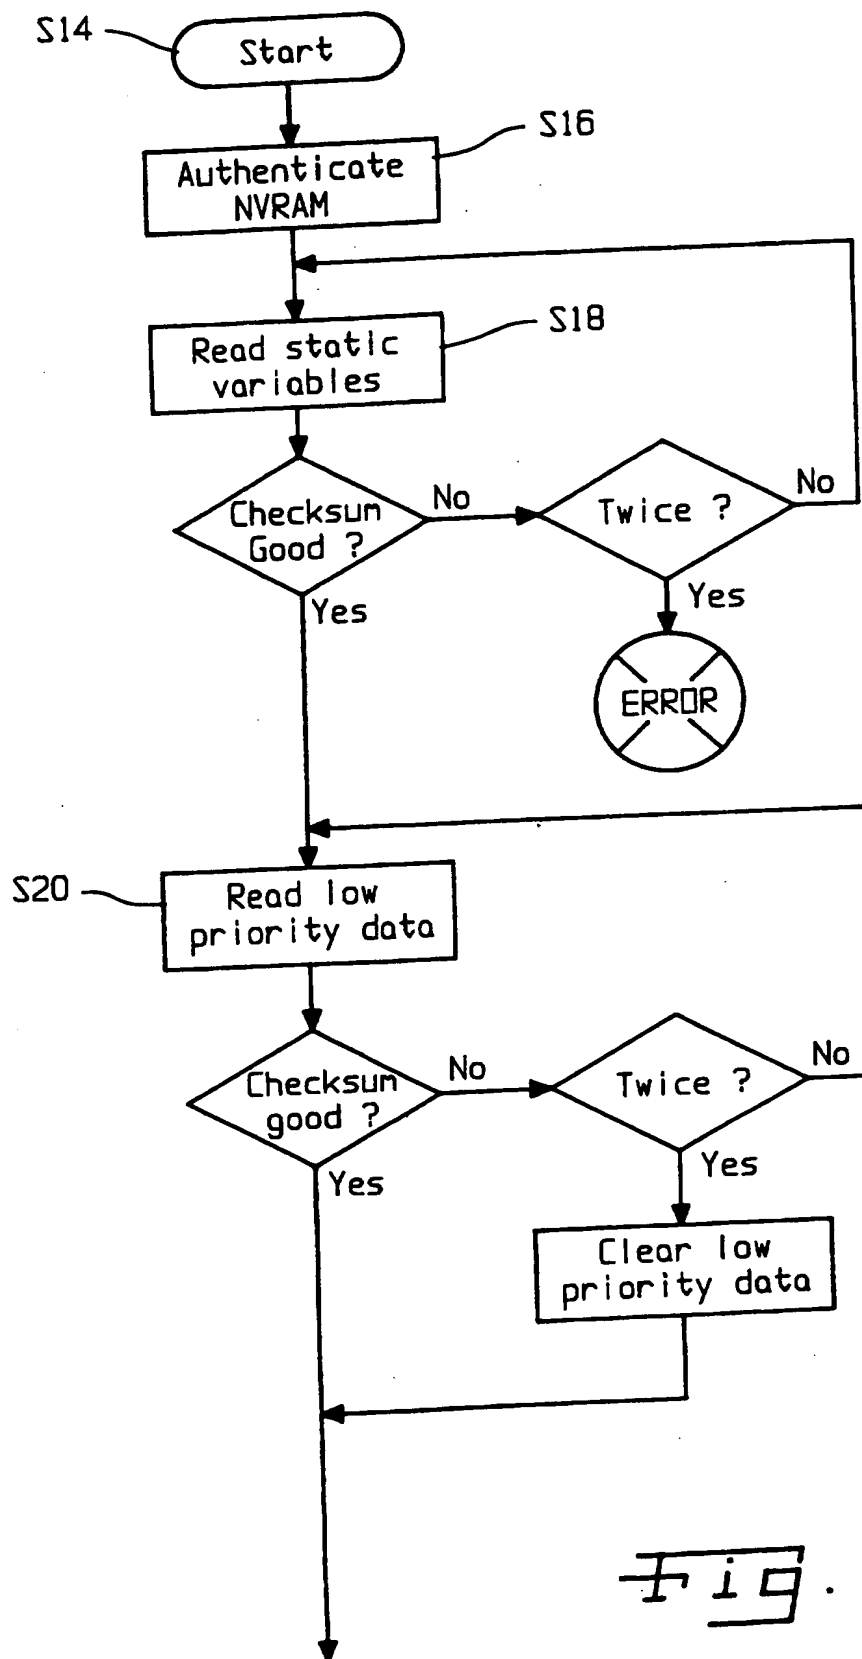 S14
Start
S16
Authenticate
NVRAM
S18
Read static
variables
Checksum
Good ?
No
Twice ?
No
Yes
Yes
ERROR
S20
Read low
priority data
Checksum
good ?
No
Twice ?
No
Yes
Yes
Clear low
priority data
Fig.